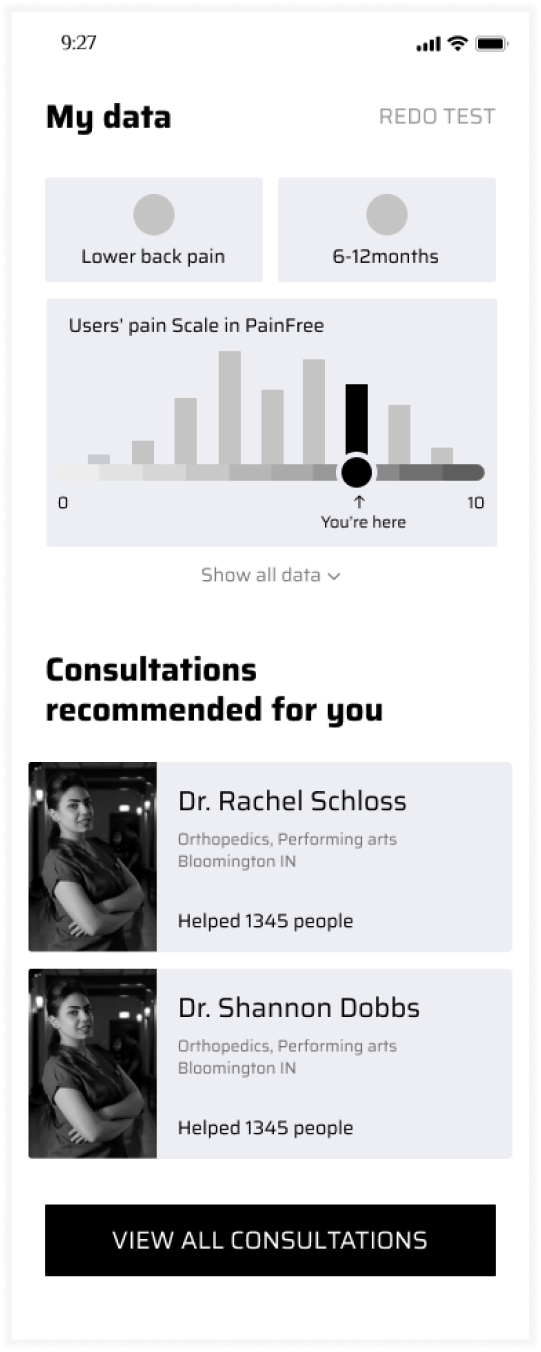 9:27
My data
REDO TEST
Lower back pain
6-12months
Users' pain Scale in PainFree
0
10
You're here
Show all data
Consultations
recommended for you
Dr. Rachel Schloss
Orthopedics, Performing arts
Bloomington IN
Helped 1345 people
Dr. Shannon Dobbs
Orthopedics, Performing arts
Bloomington IN
Helped 1345 people
VIEW ALL CONSULTATIONS